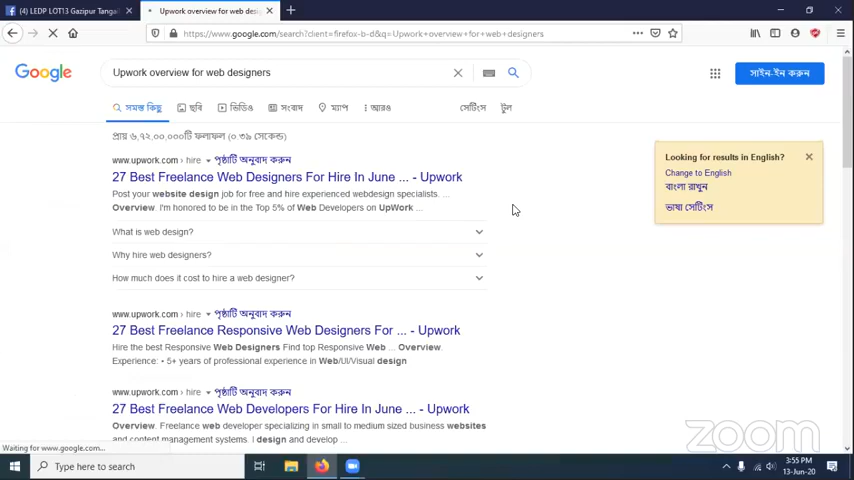 (4) LEDP LOT13 Gazipur Tanga
Upwork overview for web desig
https://www.google.com/search?client=firefox-b-d&q=Upwork+overview+for+web+designers
Google
Upwork overview for web designers
সাইন-ইন করুন
সমস্ত কিছু
ছবি
ভিডিও
সংবাদ
ম্যাপ
আরও
সেটিংস
টুল
প্রায় ৬,৭২,০০,০০০টি ফলাফল (০.৩৯ সেকেন্ড)
www.upwork.com › hire পৃষ্ঠাটি অনুবাদ করুন
27 Best Freelance Web Designers For Hire In June ... - Upwork
Post your website design job for free and hire experienced webdesign specialists. ...
Overview. I'm honored to be in the Top 5% of Web Developers on UpWork ...
What is web design?
Why hire web designers?
How much does it cost to hire a web designer?
www.upwork.com › hire পৃষ্ঠাটি অনুবাদ করুন
27 Best Freelance Responsive Web Designers For ... - Upwork
Hire the best Responsive Web Designers Find top Responsive Web ... Overview.
Experience: • 5+ years of professional experience in Web/UI/Visual design
www.upwork.com › hire পৃষ্ঠাটি অনুবাদ করুন
27 Best Freelance Web Developers For Hire In June ... - Upwork
Overview. Freelance web developer specializing in small to medium sized business websites
and content management systems. I design and develop ...
Looking for results in English?
Change to English
বাংলা রাখুন
ভাষা সেটিংস
zoom
Waiting for www.google.com...
Type here to search
3:55 PM
13-Jun-20